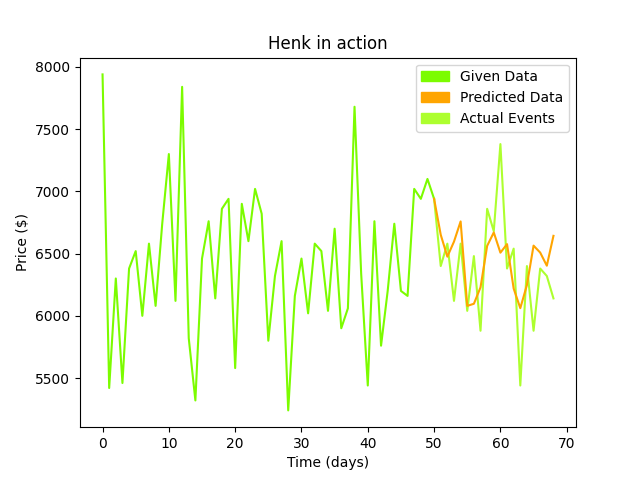 Henk in action
Given Data
Predicted Data
Actual Events
Price ($)
8000
7500
7000
6500
6000
5500
0 10 20 30 40 50 60 70
Time (days)